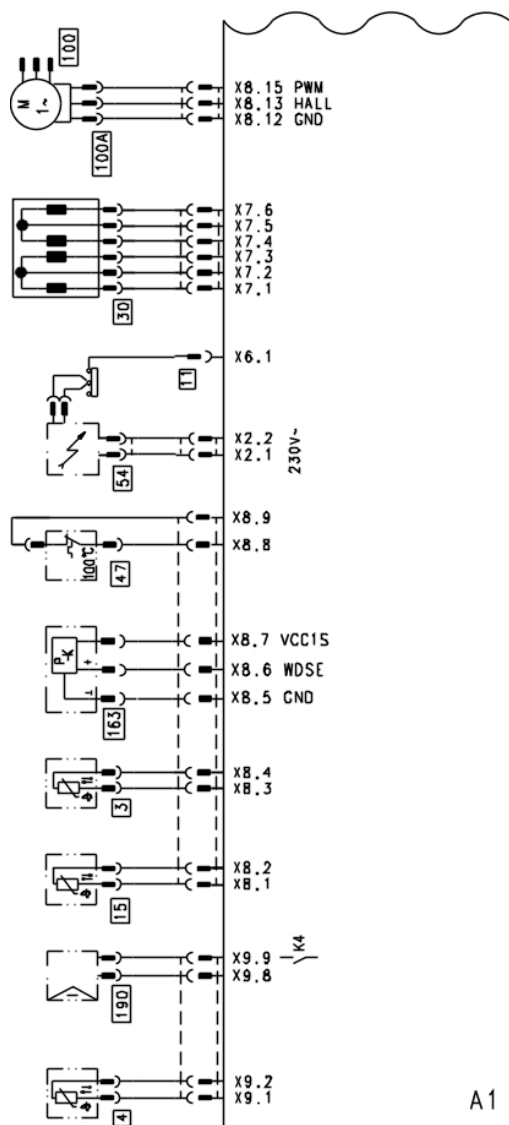 100
M
1~
100A
X8.15 PWM
X8.13 HALL
X8.12 GND
X7.6
X7.5
X7.4
X7.3
X7.2
X7.1
30
X6.1
11
X2.2
X2.1
230V~
54
X8.9
X8.8
100°C
47
X8.7 VCC15
X8.6 WDSE
X8.5 GND
P
K
+
163
X8.4
X8.3
3
X8.2
X8.1
15
X9.9
K4
X9.8
190
X9.2
X9.1
4
A1